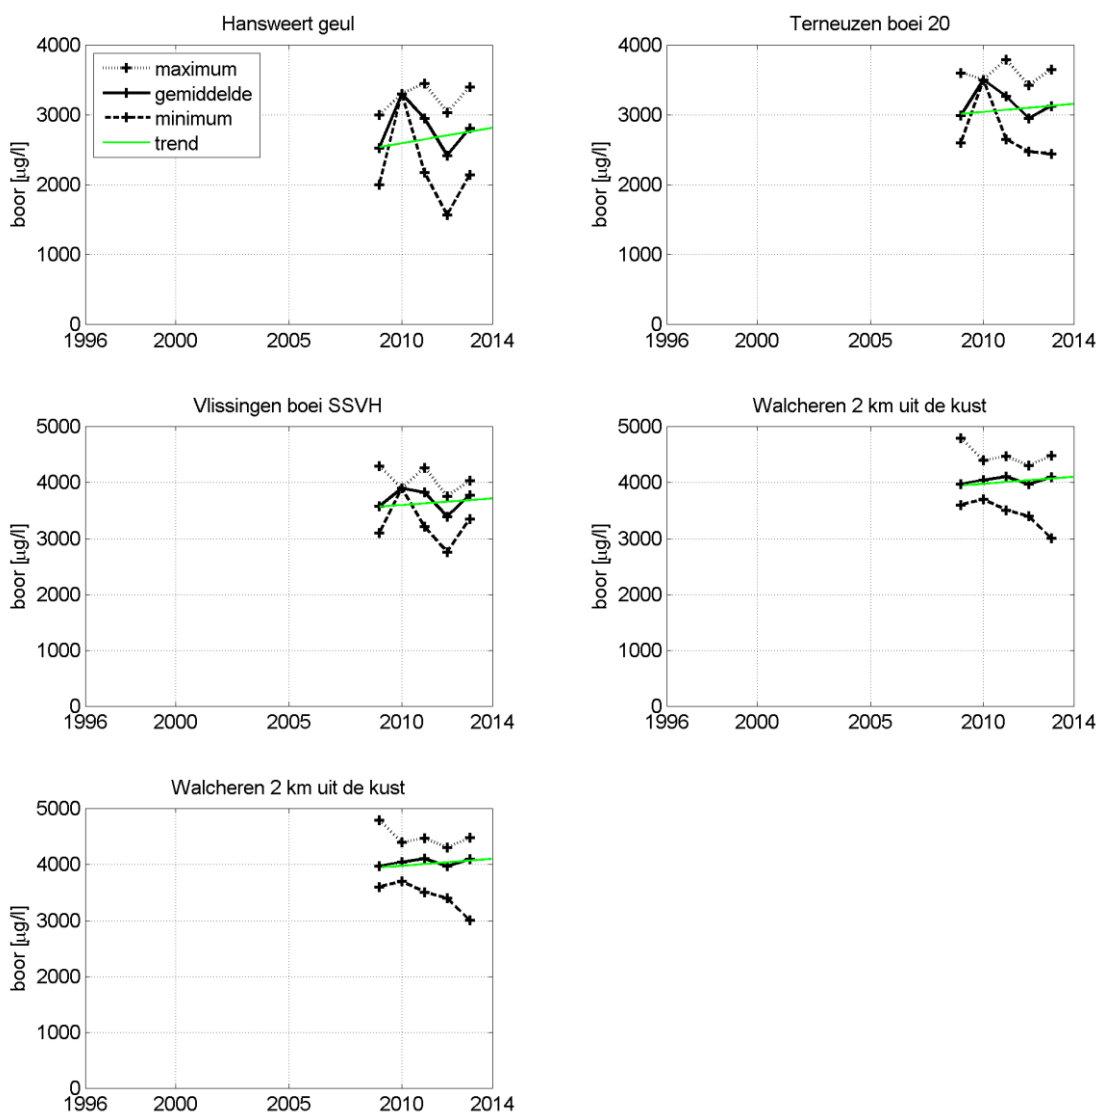 Hansweert geul
4000
3000
2000
1000
0
boor [µg/l]
maximum
gemiddelde
minimum
trend
1996 2000 2005 2010 2014
Terneuzen boei 20
4000
3000
2000
1000
0
boor [µg/l]
1996 2000 2005 2010 2014
Vlissingen boei SSVH
5000
4000
3000
2000
1000
0
boor [µg/l]
1996 2000 2005 2010 2014
Walcheren 2 km uit de kust
5000
4000
3000
2000
1000
0
boor [µg/l]
1996 2000 2005 2010 2014
Walcheren 2 km uit de kust
5000
4000
3000
2000
1000
0
boor [µg/l]
1996 2000 2005 2010 2014